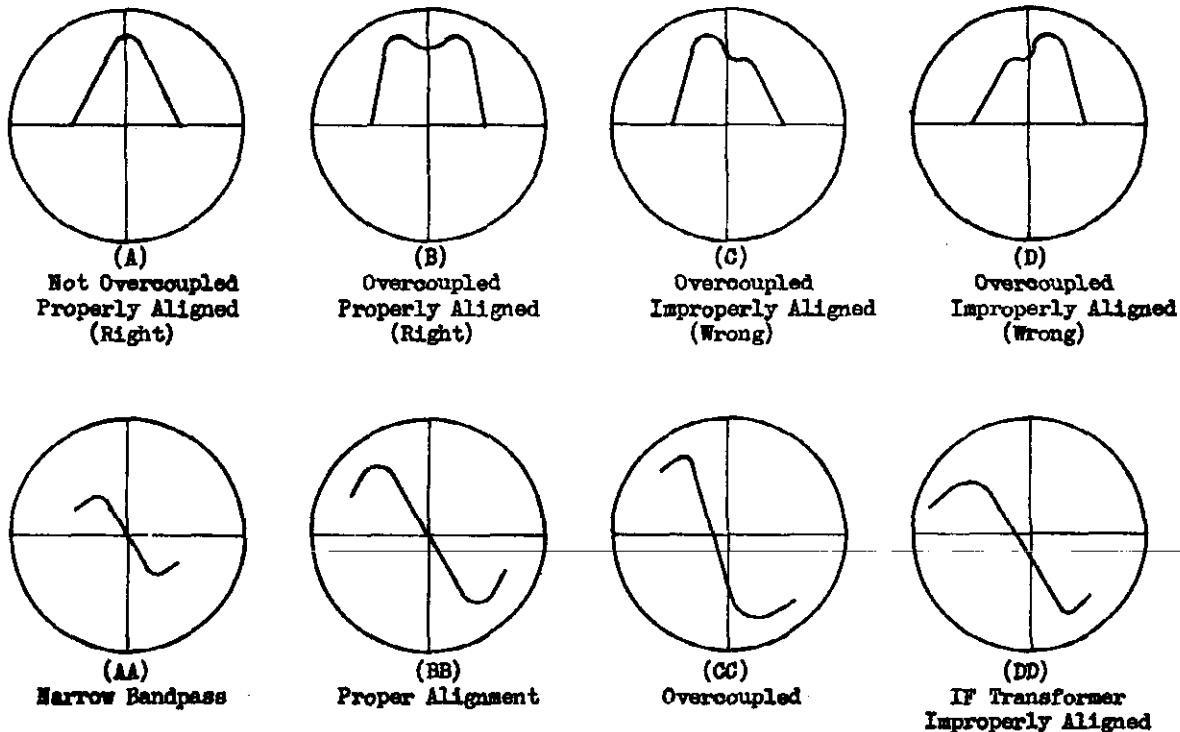 (A)
Not Overcoupled
Properly Aligned
(Right)
(B)
Overcoupled
Properly Aligned
(Right)
(C)
Overcoupled
Improperly Aligned
(Wrong)
(D)
Overcoupled
Improperly Aligned
(Wrong)
(AA)
Narrow Bandpass
(BB)
Proper Alignment
(CC)
Overcoupled
(DD)
IF Transformer
Improperly Aligned